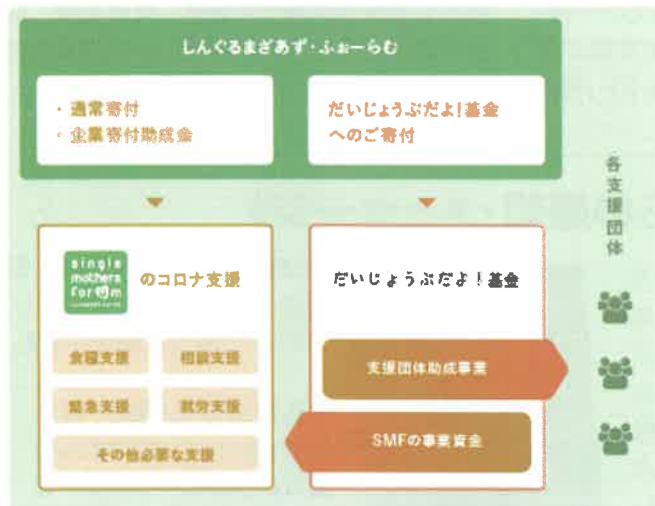 しんぐるまざあず・ふぉーらむ
・通常寄付
・企業寄付助成金
だいじょうぶだよ!基金
へのご寄付
各支援団体
single
mothers
forum
のコロナ支援
食糧支援
相談支援
緊急支援
就労支援
その他必要な支援
だいじょうぶだよ!基金
支援団体助成事業
SMFの事業資金